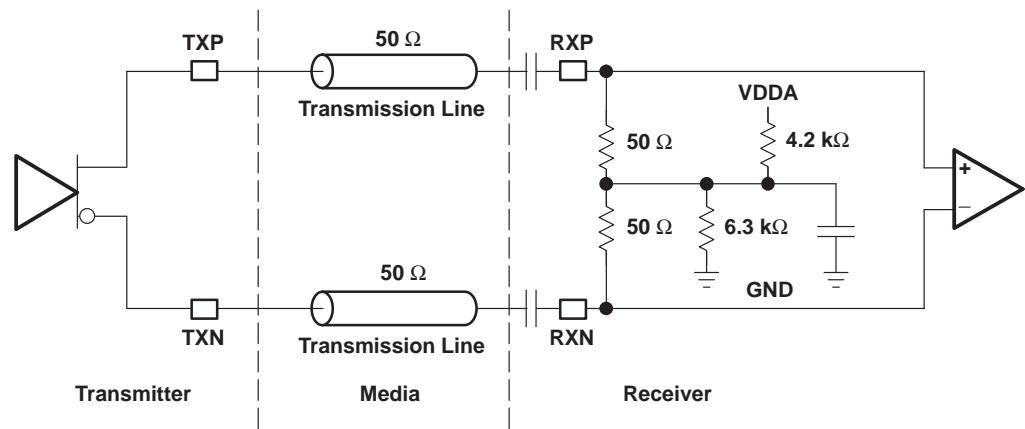 50 Ω
TXP
RXP
Transmission Line
VDDA
50 Ω
4.2 kΩ
+
−
50 Ω
6.3 kΩ
50 Ω
GND
TXN
RXN
Transmission Line
Transmitter
Media
Receiver